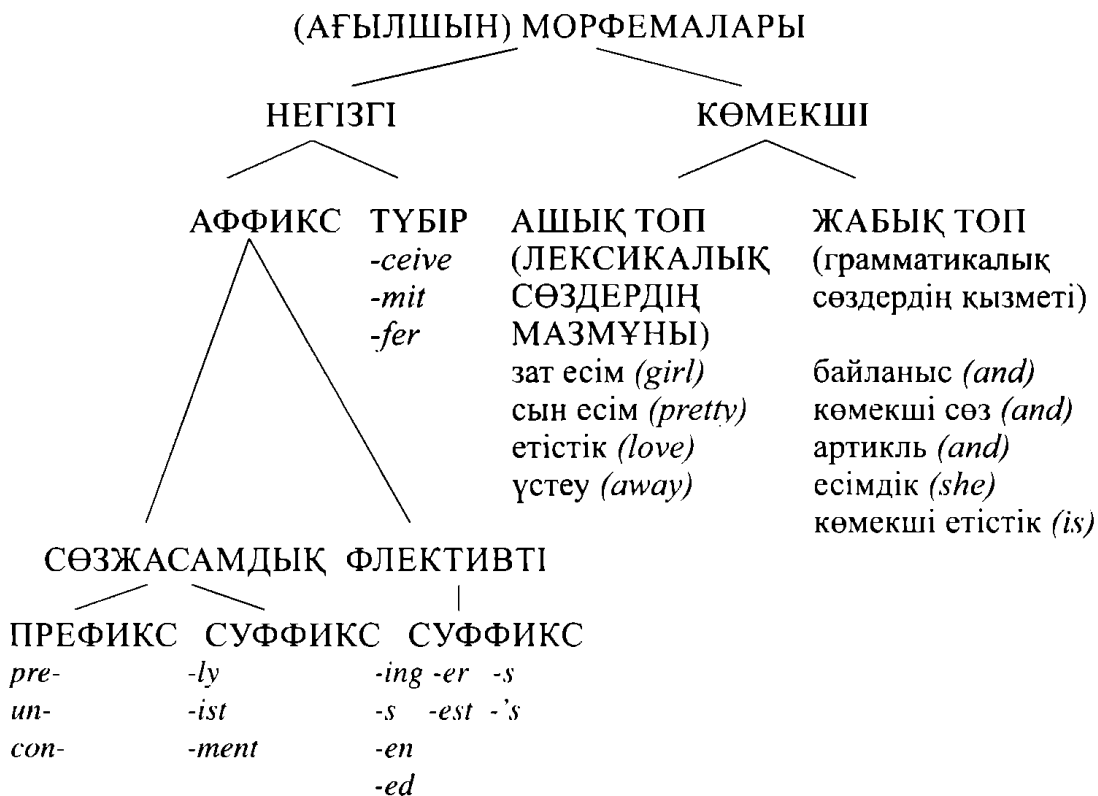 (АҒЫЛШЫН) МОРФЕМАЛАРЫ
НЕГІЗГІ КӨМЕКШІ
АФФИКС ТҮБІР АШЫҚ ТОП ЖАБЫҚ ТОП
-ceive (ЛЕКСИКАЛЫҚ (грамматикалық
-mit СӨЗДЕРДІҢ сөздердің қызметі)
-fer МАЗМҰНЫ)
зат есім (girl) байланыс (and)
сын есім (pretty) көмекші сөз (and)
етістік (love) артикль (and)
үстеу (away) есімдік (she)
көмекші етістік (is)
СӨЗЖАСАМДЫҚ ФЛЕКТИВТІ
ПРЕФИКС СУФФИКС СУФФИКС
pre- -ly -ing -er -s
un- -ist -s -est -'s
con- -ment -en
-ed